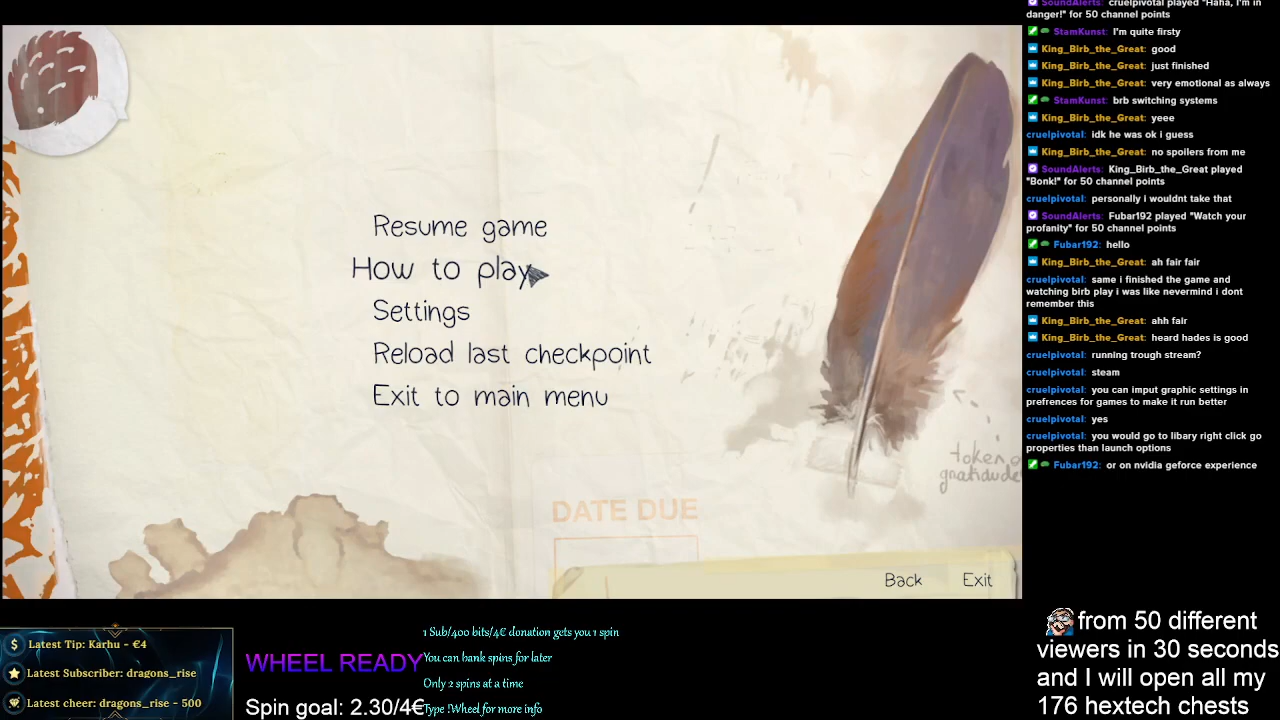 Resume game
How to play
Settings
Reload last checkpoint
Exit to main menu
token o
gratidude
DATE DUE
Back
Exit
SoundAlerts: cruelpivotal played "Haha, I'm in
danger!" for 50 channel points
StamKunst: I'm quite firsty
King_Birb_the_Great: good
King_Birb_the_Great: just finished
King_Birb_the_Great: very emotional as always
StamKunst: brb switching systems
King_Birb_the_Great: yeee
cruelpivotal: idk he was ok i guess
King_Birb_the_Great: no spoilers from me
SoundAlerts: King_Birb_the_Great played
"Bonk!" for 50 channel points
cruelpivotal: personally i wouldnt take that
SoundAlerts: Fubar192 played "Watch your
profanity" for 50 channel points
Fubar192: hello
King_Birb_the_Great: ah fair fair
cruelpivotal: same i finished the game and
watching birb play i was like nevermind i dont
remember this
King_Birb_the_Great: ahh fair
King_Birb_the_Great: heard hades is good
cruelpivotal: running trough stream?
cruelpivotal: steam
cruelpivotal: you can imput graphic settings in
prefrences for games to make it run better
cruelpivotal: yes
cruelpivotal: you would go to libary right click go
properties than launch options
Fubar192: or on nvidia geforce experience
Latest Tip: Karhu - €4
Latest Subscriber: dragons_rise
Latest cheer: dragons_rise - 500
WHEEL READY
Spin goal: 2.30/4€
1 Sub/400 bits/4€ donation gets you 1 spin
You can bank spins for later
Only 2 spins at a time
Type !Wheel for more info
from 50 different
viewers in 30 seconds
and I will open all my
176 hextech chests